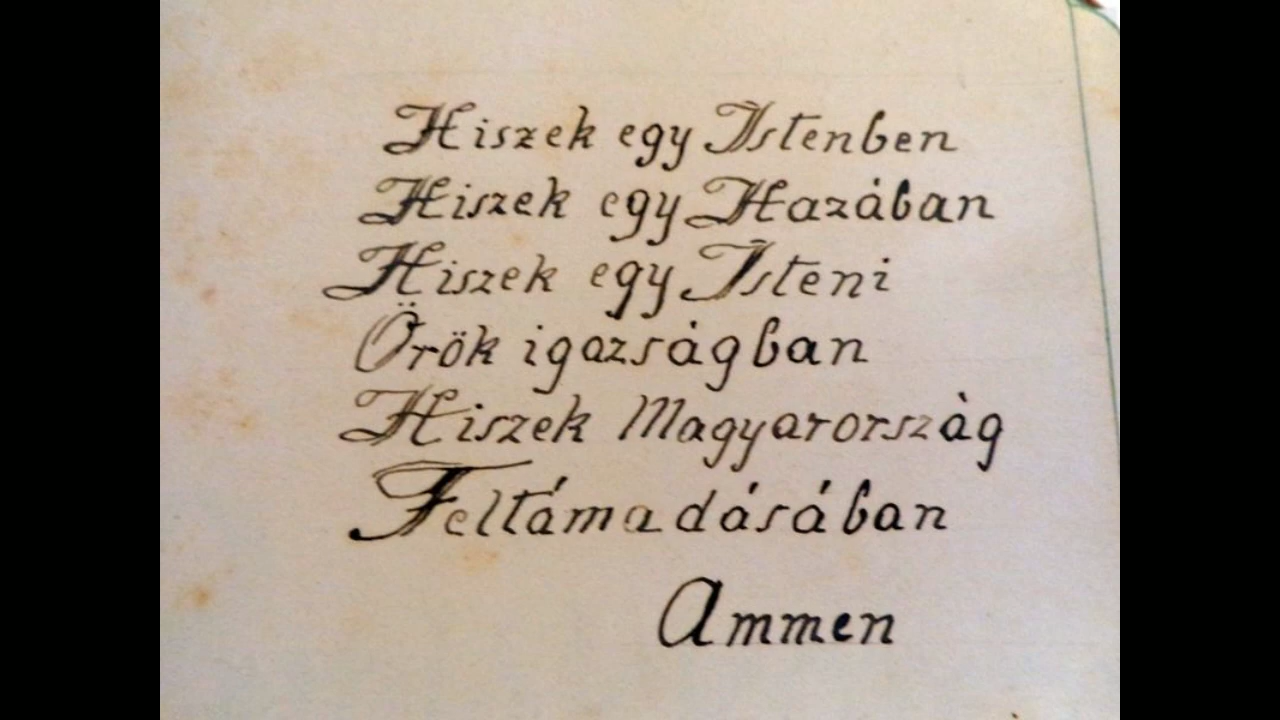 Hiszek egy Istenben
Hiszek egy Hazában
Hiszek egy Isteni
Örök igazságban
Hiszek Magyarország
Feltámadásában
Ammen